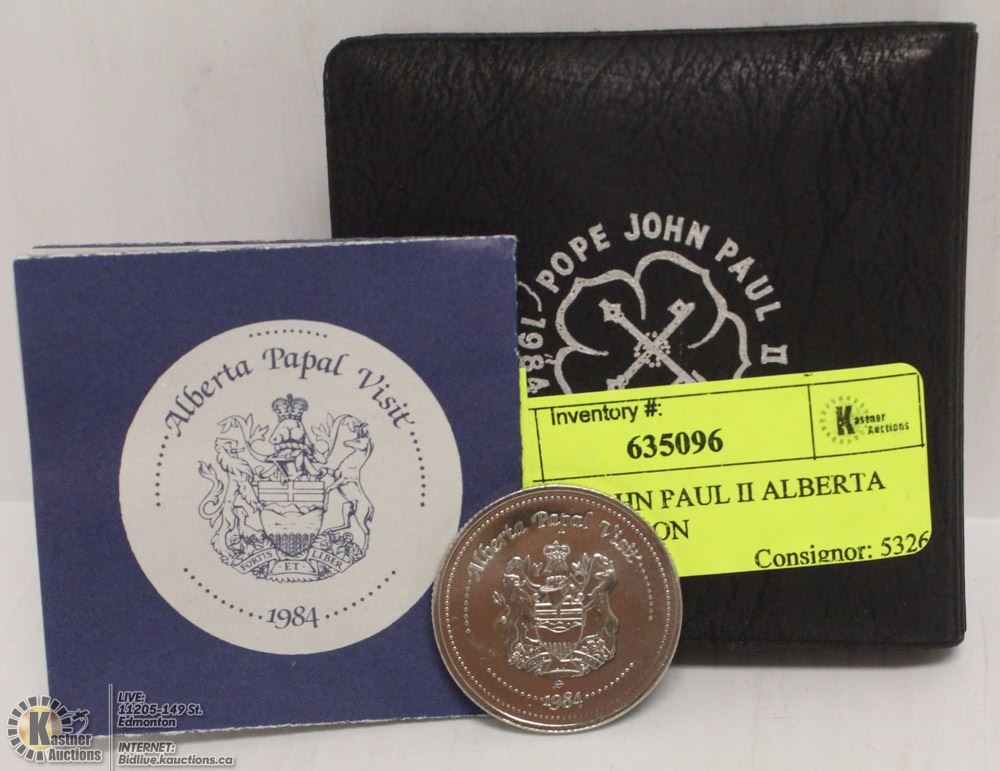 POPE JOHN PAUL II
1984
Alberta Papal Visit
FORTIS ET LIBER
1984
Inventory #:
635096
Kastner
Auctions
HN PAUL II ALBERTA
ON
Consignor: 5326
Alberta Papal Visit
1984
Kastner
Auctions
LIVE:
11205-149 St.
Edmonton
INTERNET:
Bidlive.kauctions.ca